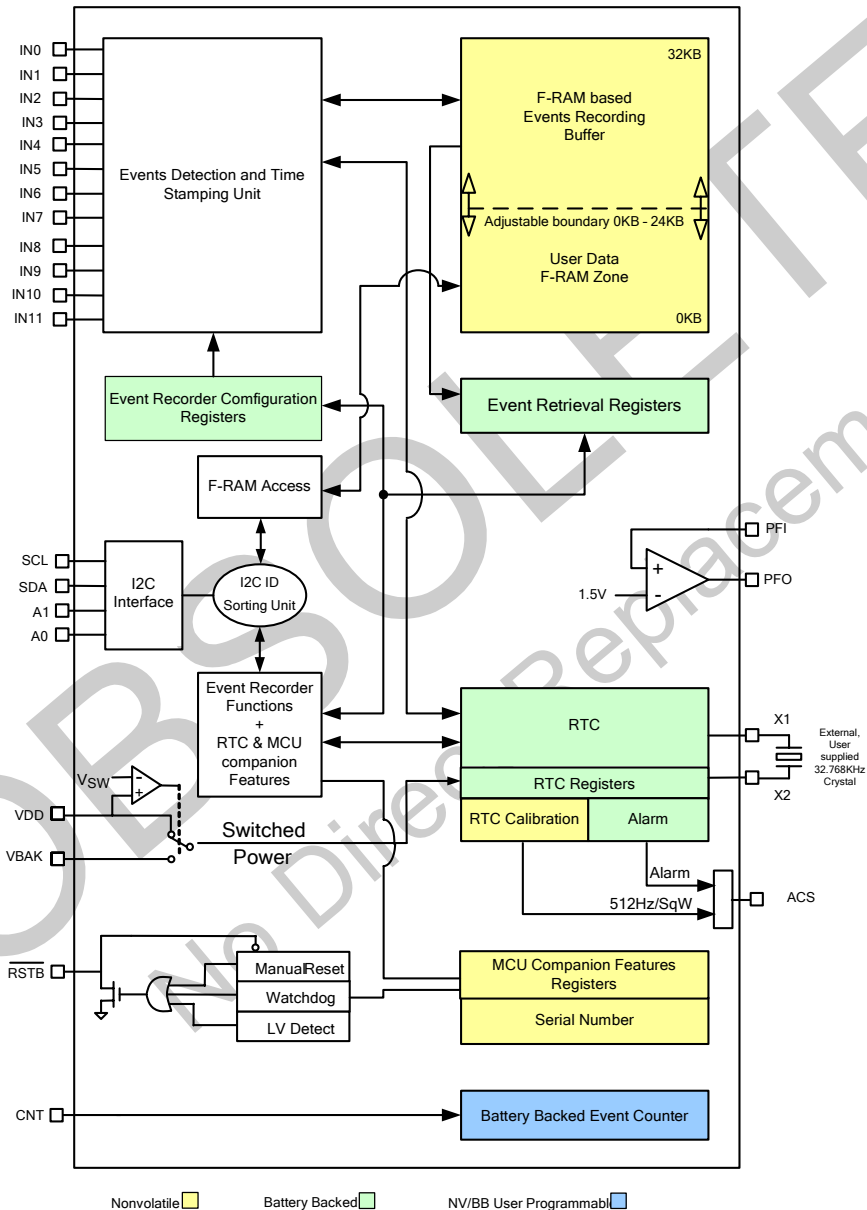 IN0
IN1
IN2
IN3
IN4
IN5
IN6
IN7
IN8
IN9
IN10
IN11
Events Detection and Time
Stamping Unit
32KB
F-RAM based
Events Recording
Buffer
Adjustable boundary 0KB - 24KB
User Data
F-RAM Zone
0KB
Event Recorder Comfiguration
Registers
Event Retrieval Registers
F-RAM Access
SCL
SDA
A1
A0
I2C
Interface
I2C ID
Sorting Unit
PFI
PFO
+
-
1.5V
Event Recorder
Functions
+
RTC & MCU
companion
Features
RTC
RTC Registers
RTC Calibration
Alarm
X1
X2
External,
User
supplied
32.768KHz
Crystal
VSW
-
+
VDD
VBAK
Switched
Power
Alarm
512Hz/SqW
ACS
RSTB
ManualReset
Watchdog
LV Detect
MCU Companion Features
Registers
Serial Number
CNT
Battery Backed Event Counter
Nonvolatile
Battery Backed
NV/BB User Programmable
OBSOLETE
No Direct Replacem